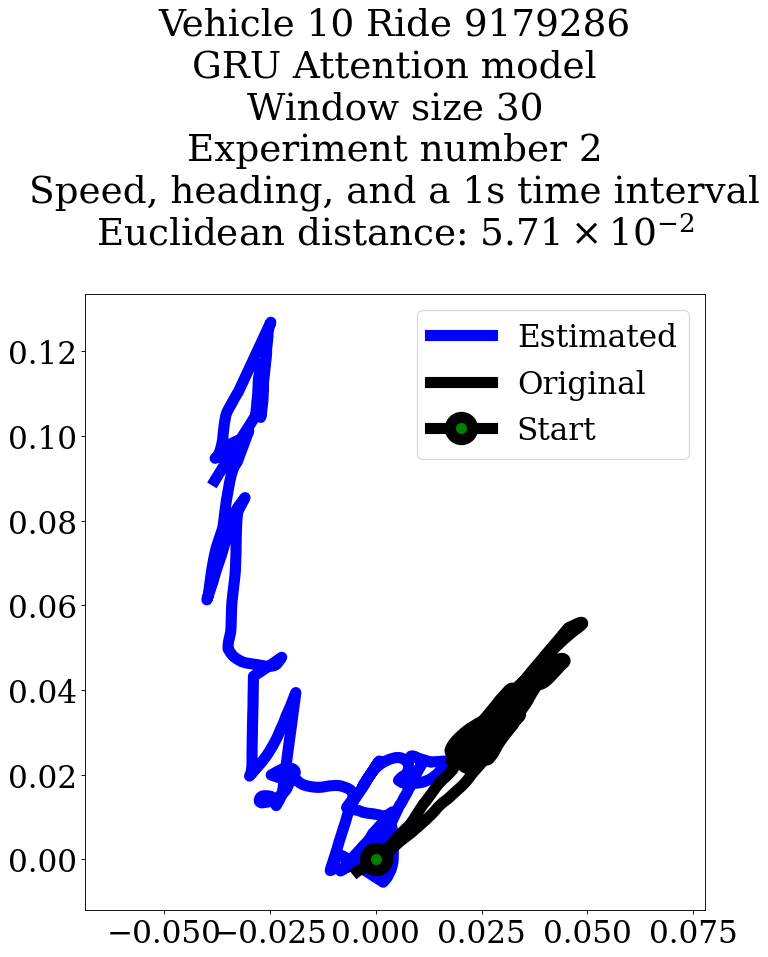 Vehicle 10 Ride 9179286
GRU Attention model
Window size 30
Experiment number 2
Speed, heading, and a 1s time interval
Euclidean distance: 5.71 × 10⁻²
Estimated
Original
Start
0.12
0.10
0.08
0.06
0.04
0.02
0.00
−0.050 −0.025 0.000 0.025 0.050 0.075